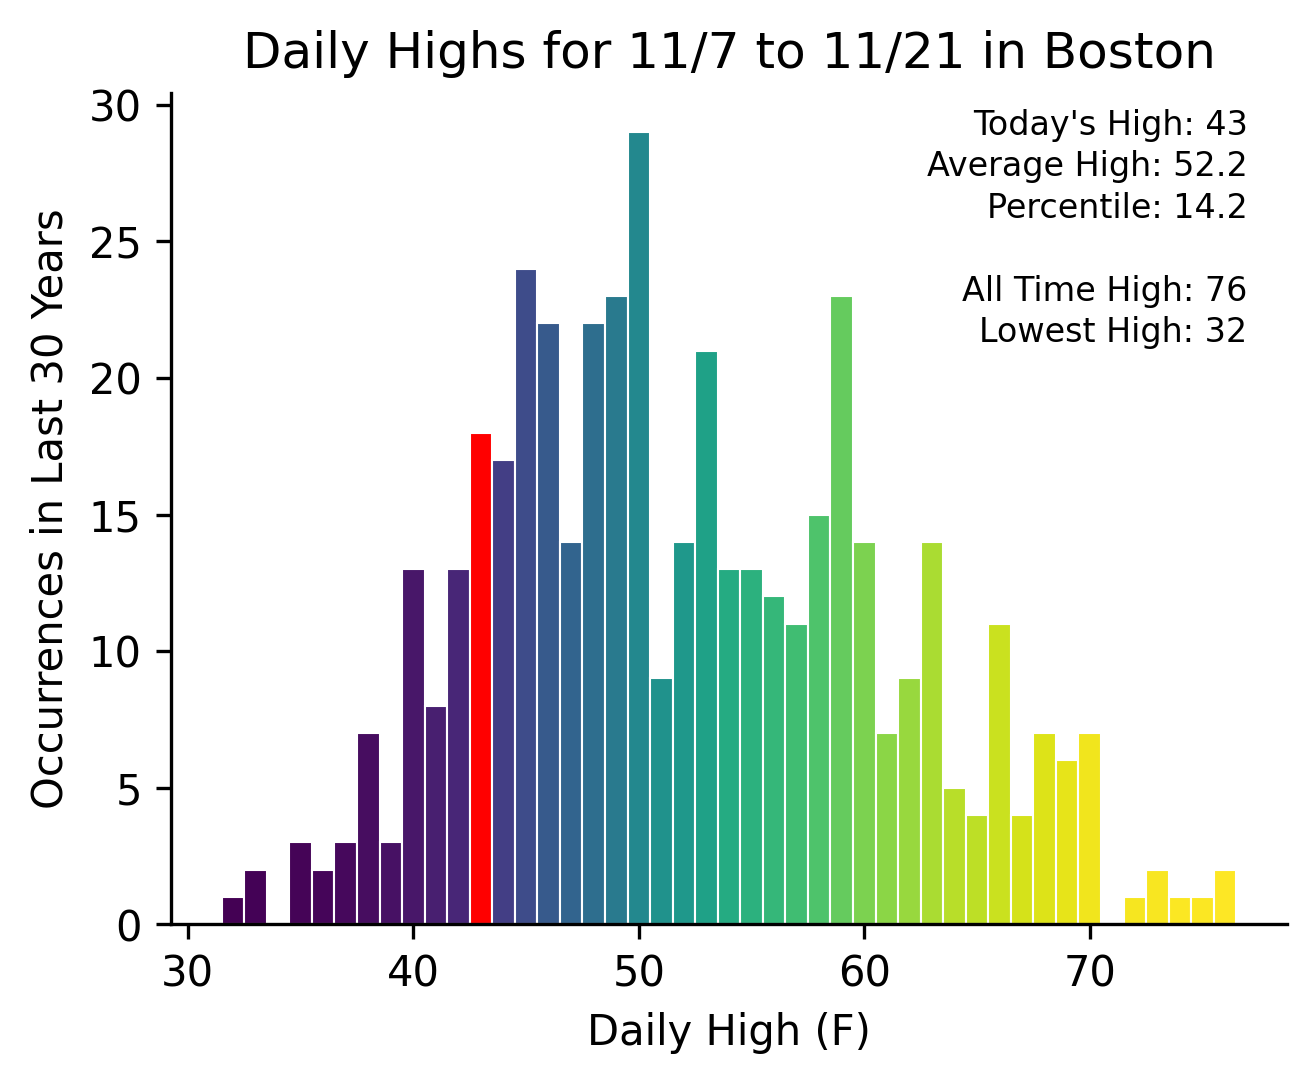 Daily Highs for 11/7 to 11/21 in Boston
Today's High: 43
Average High: 52.2
Percentile: 14.2
All Time High: 76
Lowest High: 32
Occurrences in Last 30 Years
30
25
20
15
10
5
0
30 40 50 60 70
Daily High (F)